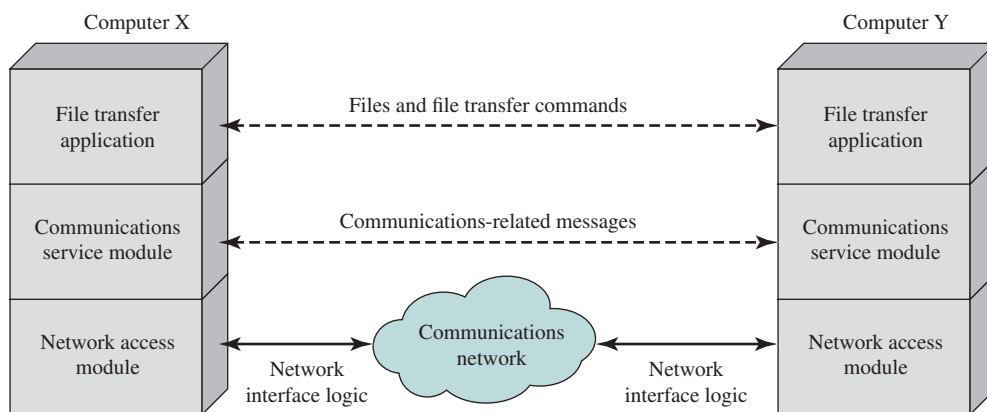 Computer X
Computer Y
File transfer
application
Files and file transfer commands
File transfer
application
Communications
service module
Communications-related messages
Communications
service module
Network access
module
Network
interface logic
Communications
network
Network
interface logic
Network access
module